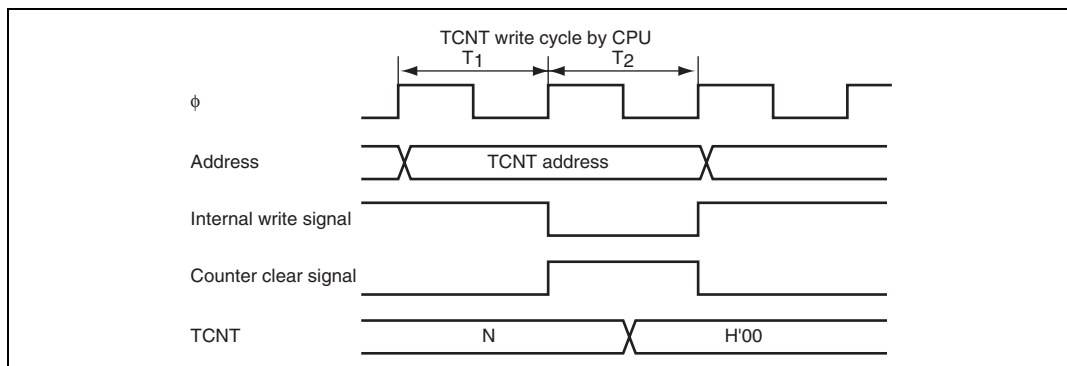 TCNT write cycle by CPU
T1 T2
ϕ
Address TCNT address
Internal write signal
Counter clear signal
TCNT N H'00